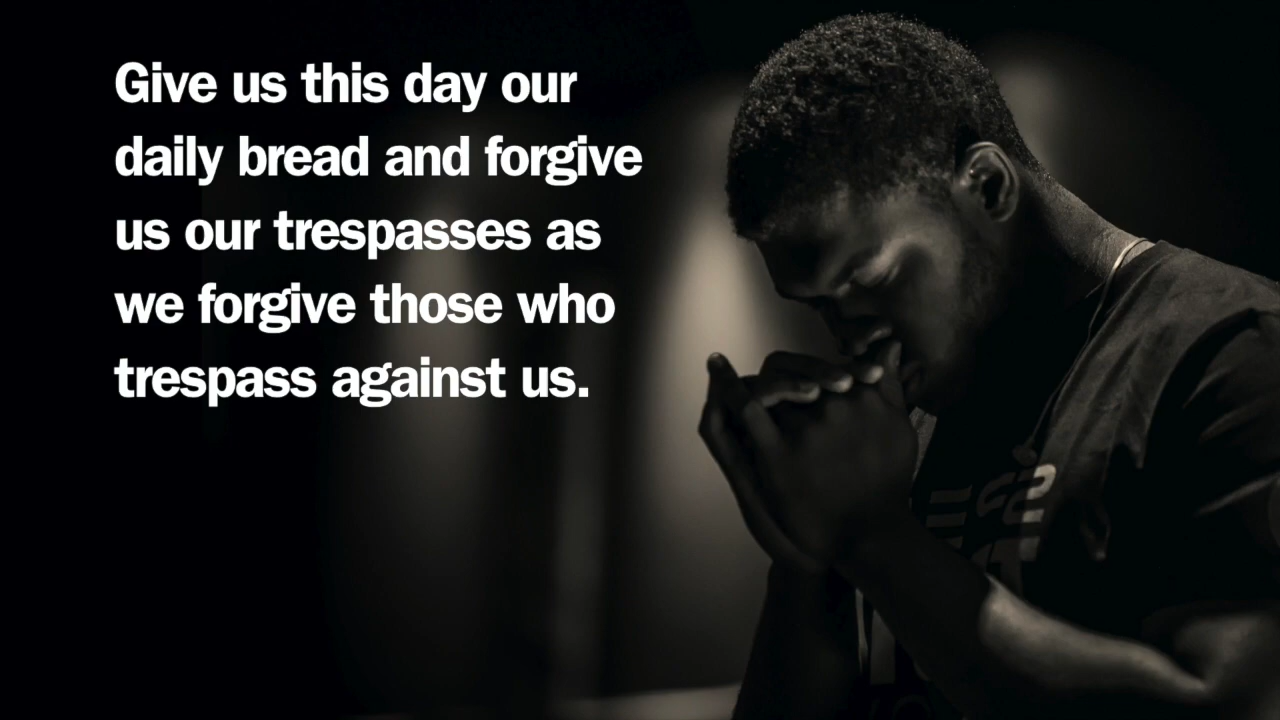 Give us this day our
daily bread and forgive
us our trespasses as
we forgive those who
trespass against us.